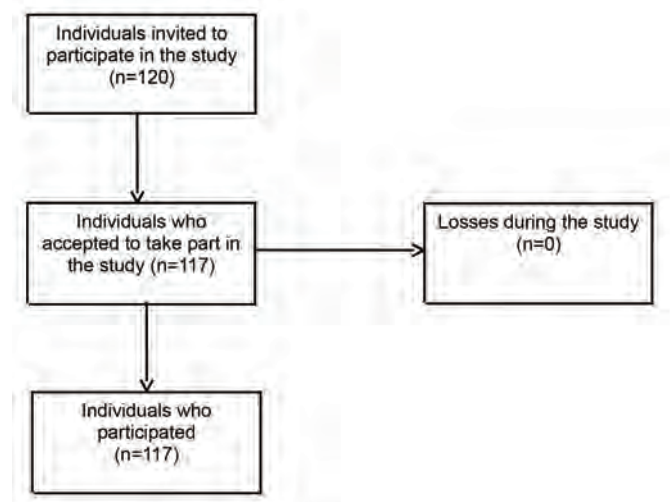 Individuals invited to
participate in the study
(n=120)
Individuals who
accepted to take part in
the study (n=117)
Losses during the study
(n=0)
Individuals who
participated
(n=117)